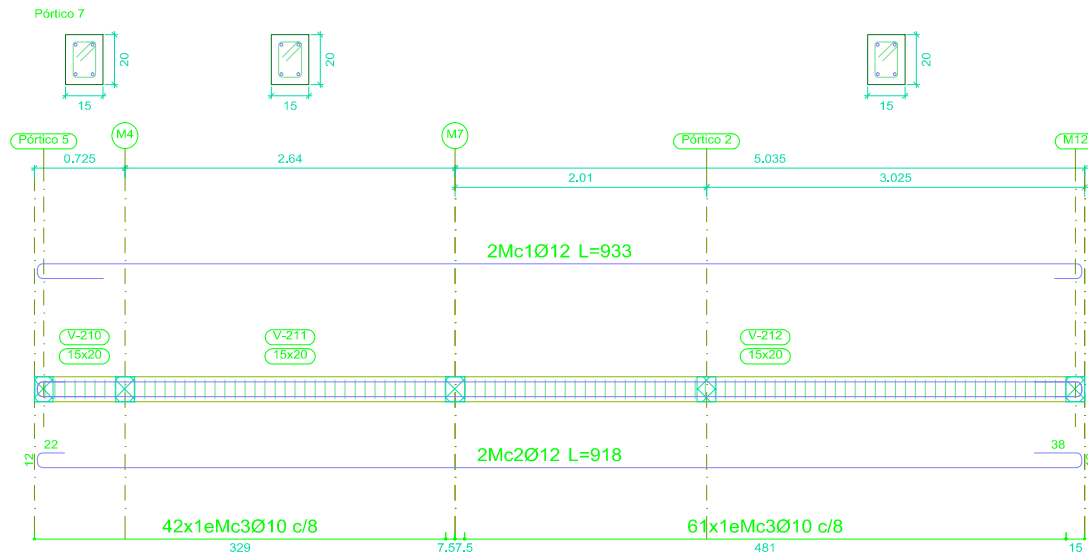 Pórtico 7
20
15
20
15
20
15
Pórtico 5
M4
M7
Pórtico 2
M12
0.725
2.64
5.035
2.01
3.025
2Mc1Ø12 L=933
V-210
15x20
V-211
15x20
V-212
15x20
22
12
2Mc2Ø12 L=918
38
42x1eMc3Ø10 c/8
61x1eMc3Ø10 c/8
329
7.57.5
481
15